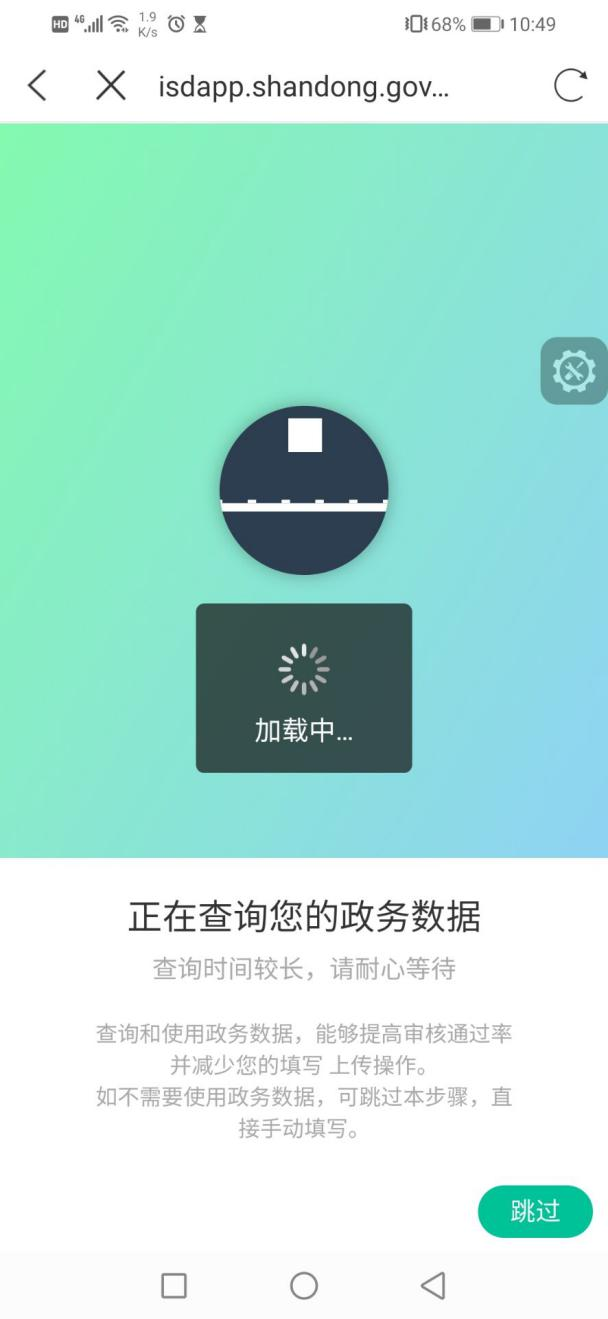 HD 4G 1.9 K/s 68% 10:49
isdapp.shandong.gov...
加载中...
正在查询您的政务数据
查询时间较长，请耐心等待
查询和使用政务数据，能够提高审核通过率
并减少您的填写 上传操作。
如不需要使用政务数据，可跳过本步骤，直
接手动填写。
跳过